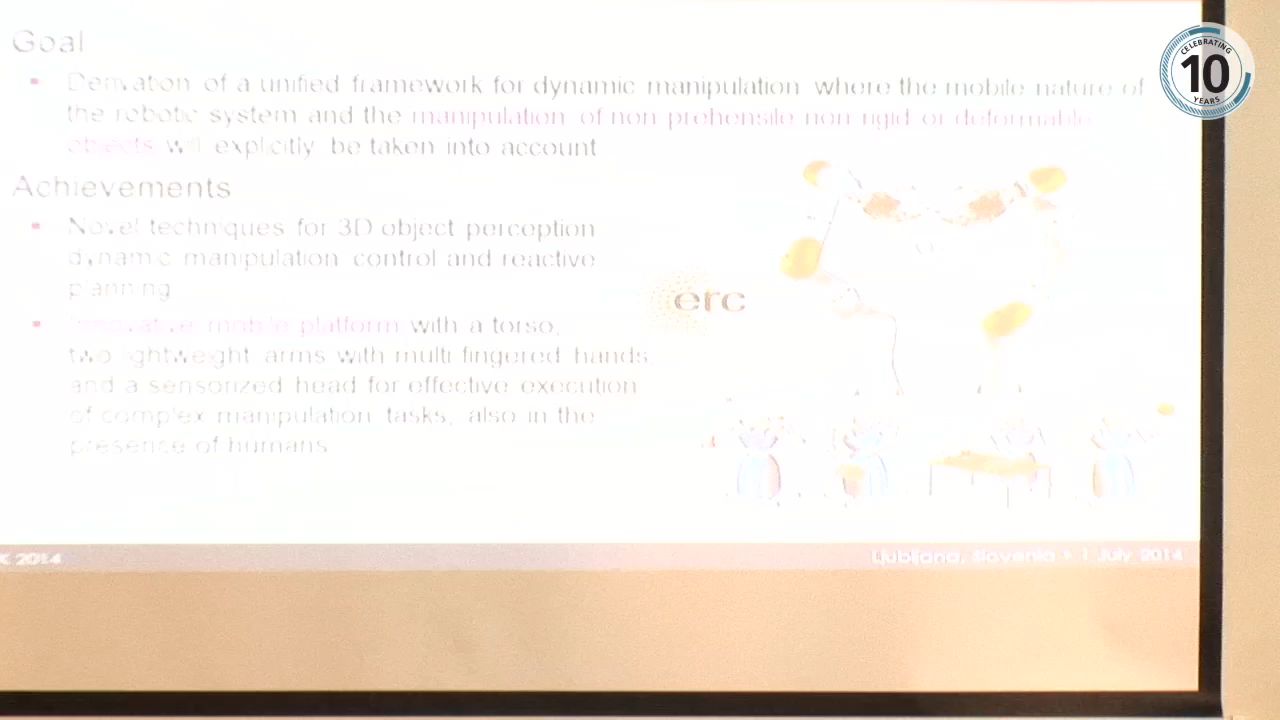 Goal
Derivation of a unified framework for dynamic manipulation where the mobile nature of
the robotic system and the manipulation of non prehensile non rigid or deformable
objects will explicitly be taken into account
Achievements
Novel techniques for 3D object perception
dynamic manipulation control and reactive
planning
Innovative mobile platform with a torso,
two lightweight arms with multi fingered hands
and a sensorized head for effective execution
of complex manipulation tasks, also in the
presence of humans
erc
K 2014
Ljubljana, Slovenia • 1 July 2014
CELEBRATING
10
YEARS